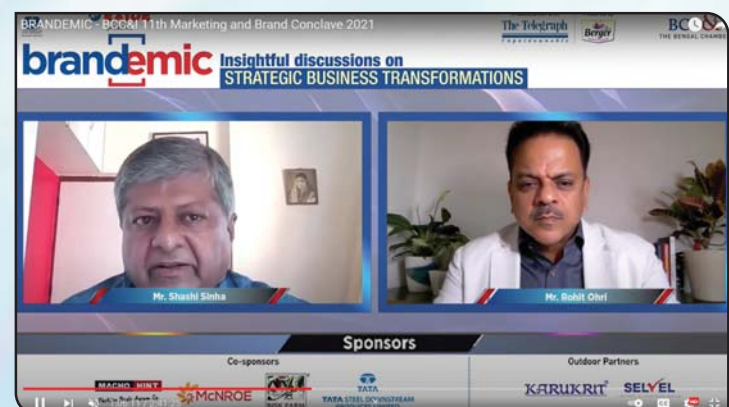 BRANDEMIC - BCC&I 11th Marketing and Brand Conclave 2021
The Telegraph
Berger
THE BENGAL CHAMBER
brandemic Insightful discussions on
STRATEGIC BUSINESS TRANSFORMATIONS
Mr. Shashi Sinha
Mr. Rohit Ohri
Sponsors
Co-sponsors
Outdoor Partners
MACHO HINT
McNROE
TATA
TATA STEEL DOWNSTREAM
KARUKRIT
SELVEL